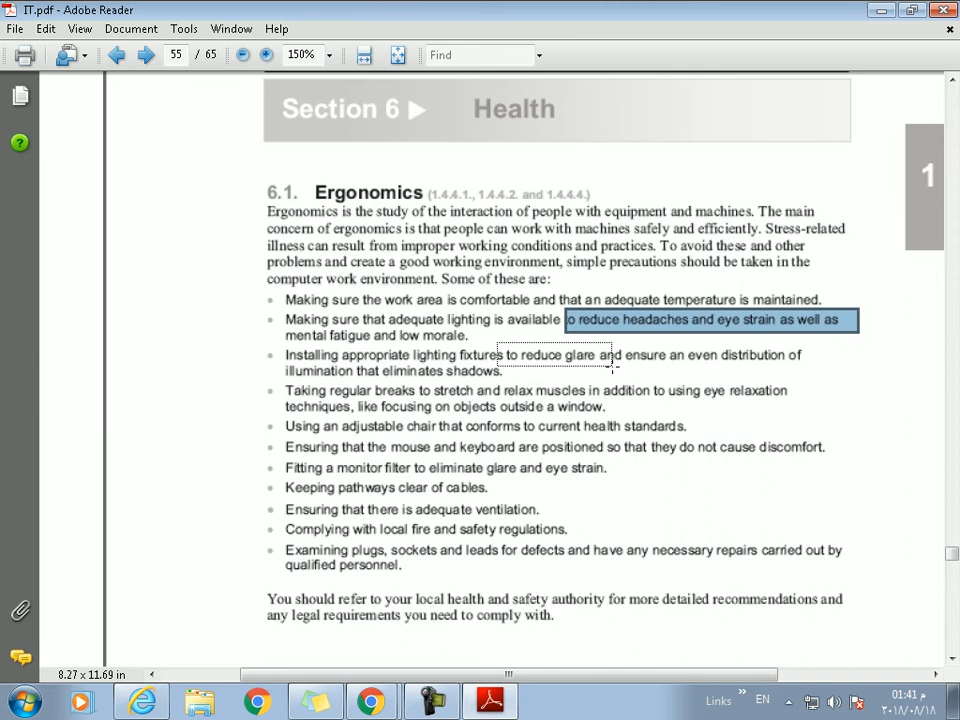 IT.pdf - Adobe Reader
File Edit View Document Tools Window Help
55 / 65 150% Find
Section 6 Health
1
6.1. Ergonomics (1.4.4.1., 1.4.4.2. and 1.4.4.4.)
Ergonomics is the study of the interaction of people with equipment and machines. The main
concern of ergonomics is that people can work with machines safely and efficiently. Stress-related
illness can result from improper working conditions and practices. To avoid these and other
problems and create a good working environment, simple precautions should be taken in the
computer work environment. Some of these are:
• Making sure the work area is comfortable and that an adequate temperature is maintained.
• Making sure that adequate lighting is available to reduce headaches and eye strain as well as
mental fatigue and low morale.
• Installing appropriate lighting fixtures to reduce glare and ensure an even distribution of
illumination that eliminates shadows.
• Taking regular breaks to stretch and relax muscles in addition to using eye relaxation
techniques, like focusing on objects outside a window.
• Using an adjustable chair that conforms to current health standards.
• Ensuring that the mouse and keyboard are positioned so that they do not cause discomfort.
• Fitting a monitor filter to eliminate glare and eye strain.
• Keeping pathways clear of cables.
• Ensuring that there is adequate ventilation.
• Complying with local fire and safety regulations.
• Examining plugs, sockets and leads for defects and have any necessary repairs carried out by
qualified personnel.
You should refer to your local health and safety authority for more detailed recommendations and
any legal requirements you need to comply with.
8.27 x 11.69 in
Links » EN 01:41 م
٢٠١٨/٠٨/١٨